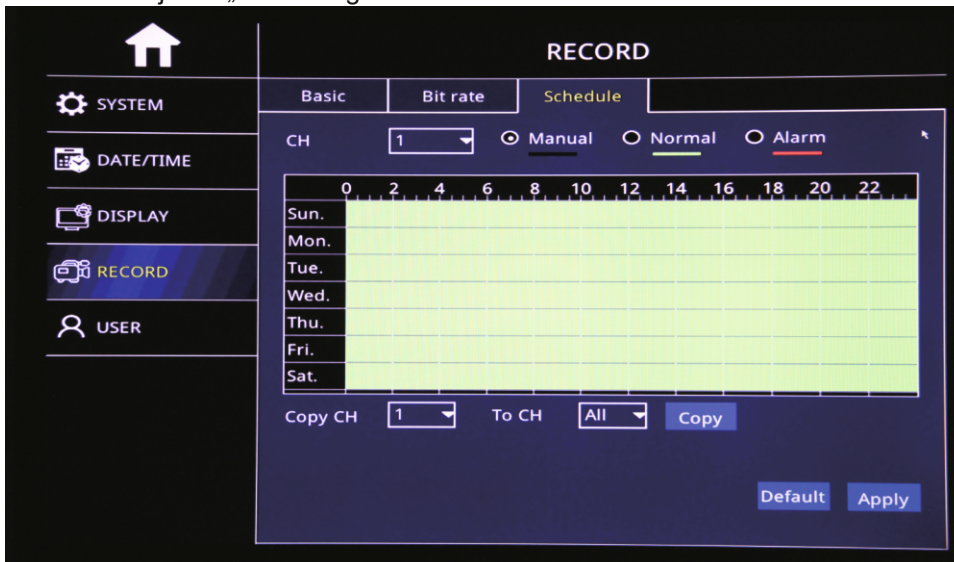 RECORD
SYSTEM
DATE/TIME
DISPLAY
RECORD
USER
Basic Bit rate Schedule
CH 1 Manual Normal Alarm
0 2 4 6 8 10 12 14 16 18 20 22
Sun.
Mon.
Tue.
Wed.
Thu.
Fri.
Sat.
Copy CH 1 To CH All Copy
Default Apply